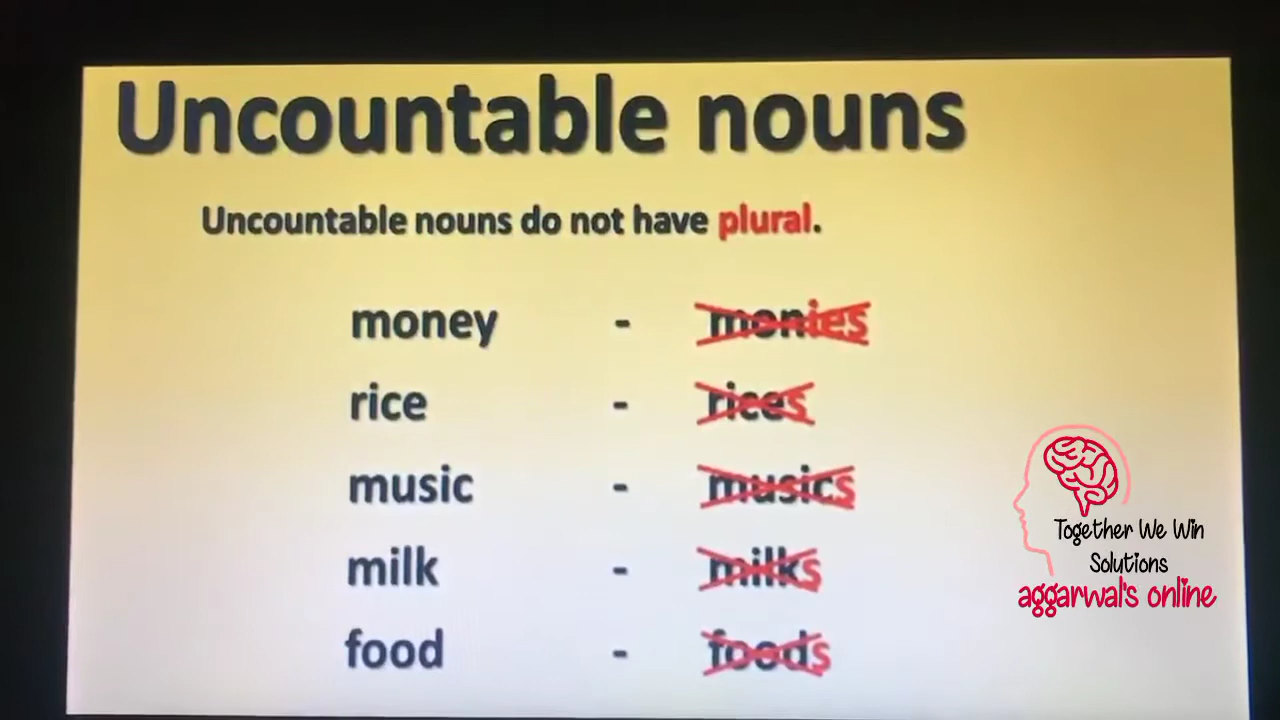 Uncountable nouns
Uncountable nouns do not have plural.
money - monies
rice - rices
music - musics
milk - milks
food - foods
Together We Win
Solutions
aggarwal's online